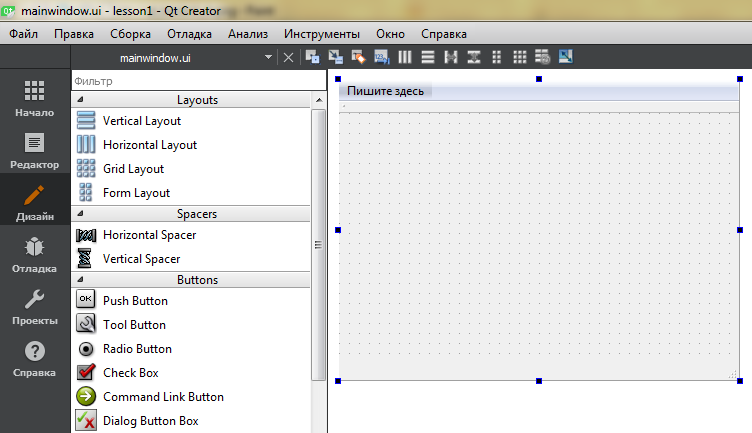 mainwindow.ui - lesson1 - Qt Creator
Файл Правка Сборка Отладка Анализ Инструменты Окно Справка
mainwindow.ui
Начало
Редактор
Дизайн
Отладка
Проекты
Справка
Фильтр
Layouts
Vertical Layout
Horizontal Layout
Grid Layout
Form Layout
Spacers
Horizontal Spacer
Vertical Spacer
Buttons
OK Push Button
Tool Button
Radio Button
Check Box
Command Link Button
Dialog Button Box
Пишите здесь